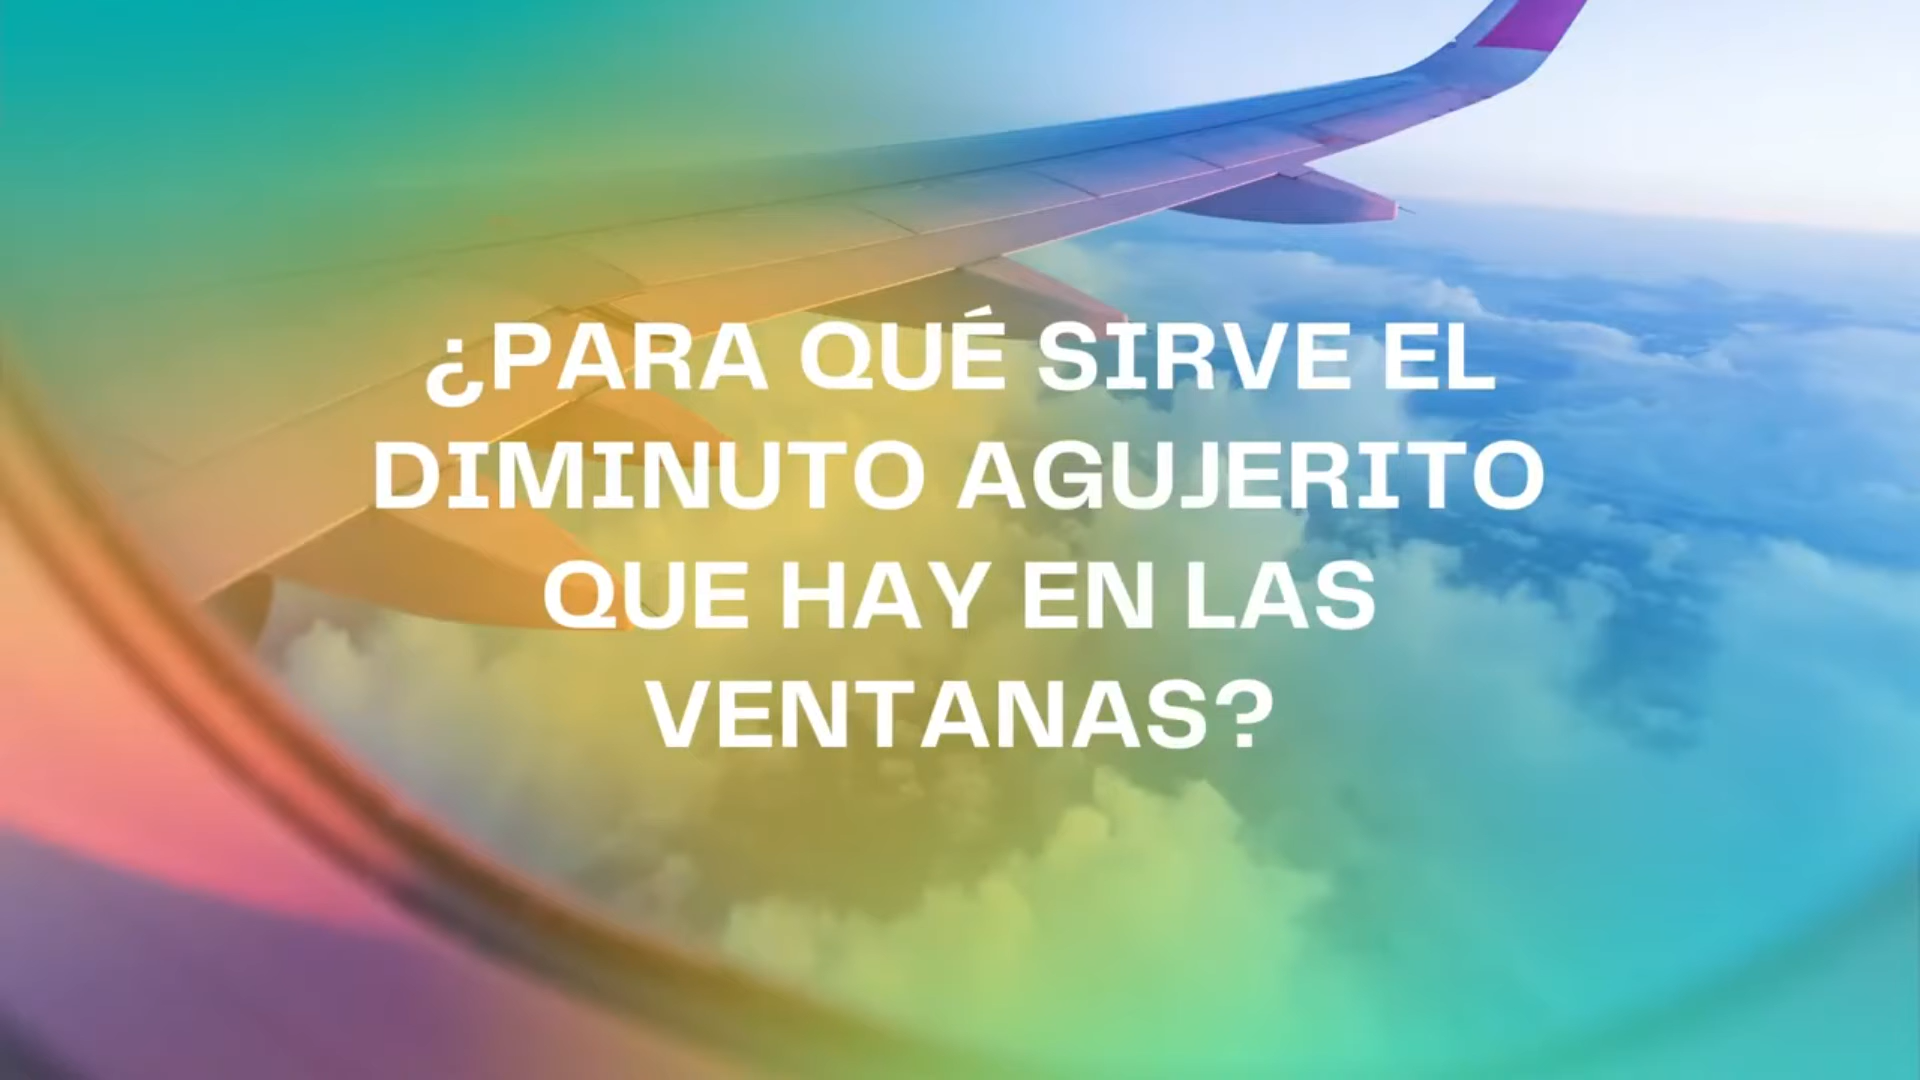 ¿PARA QUÉ SIRVE EL
DIMINUTO AGUJERITO
QUE HAY EN LAS
VENTANAS?